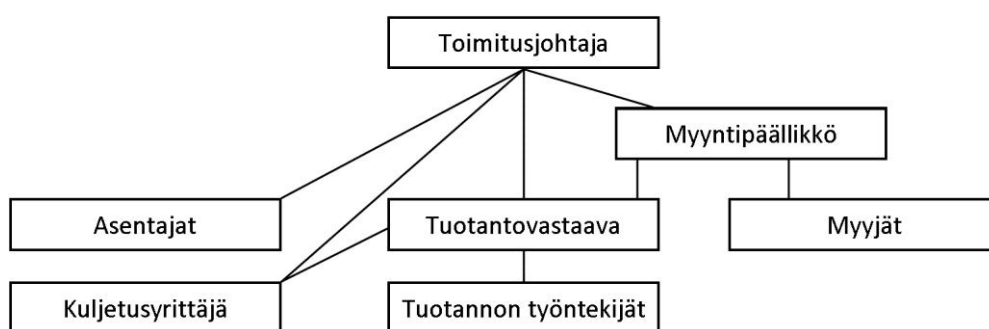 Toimitusjohtaja
Myyntipäällikkö
Asentajat
Tuotantovastaava
Myyjät
Kuljetusyrittäjä
Tuotannon työntekijät